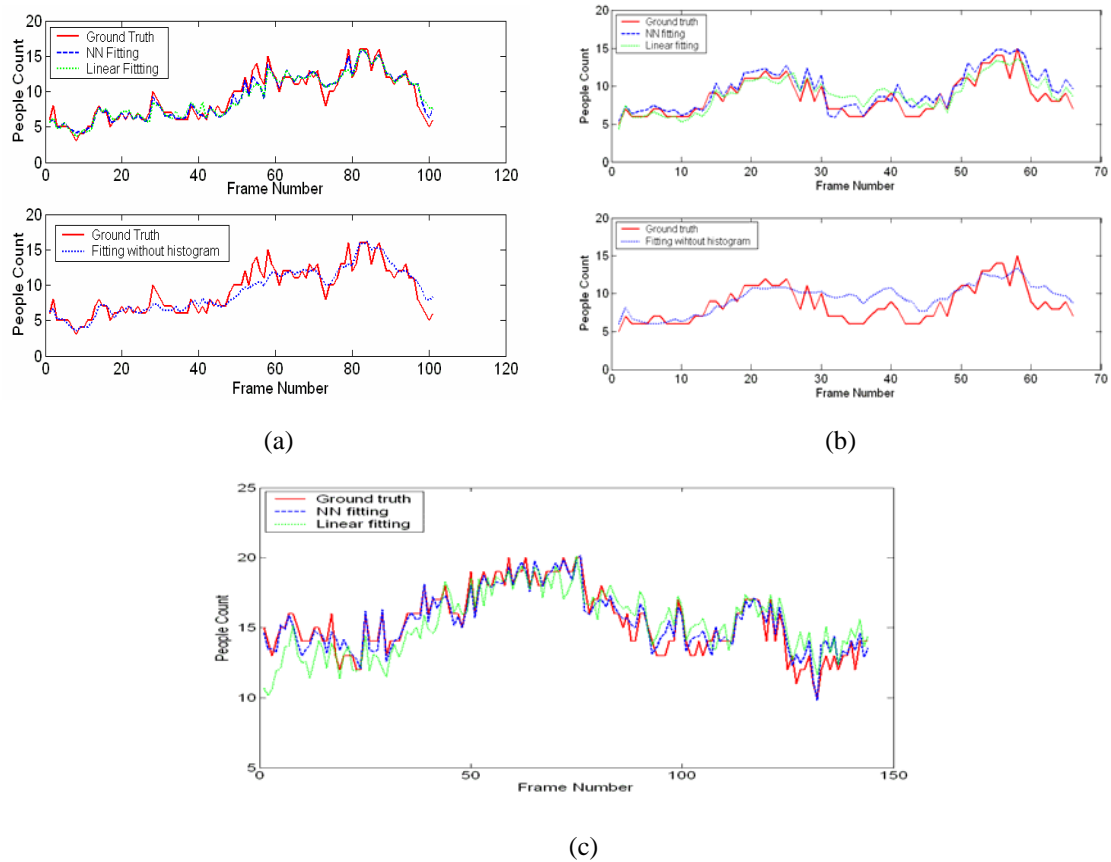 20
15
10
5
0
People Count
Ground truth
NN Fitting
Linear Fittting
0 20 40 60 80 100 120
Frame Number
20
15
10
5
0
People Count
Ground Truth
Fitting without histogram
0 20 40 60 80 100 120
Frame Number
(a)
20
15
10
5
0
People Count
Ground truth
NN fitting
Linear fitting
0 10 20 30 40 50 60 70
Frame Number
20
15
10
5
0
People Count
Ground truth
Fitting without histogram
0 10 20 30 40 50 60 70
Frame Number
(b)
25
20
15
10
5
People Count
Ground truth
NN fitting
Linear fitting
0 50 100 150
Frame Number
(c)